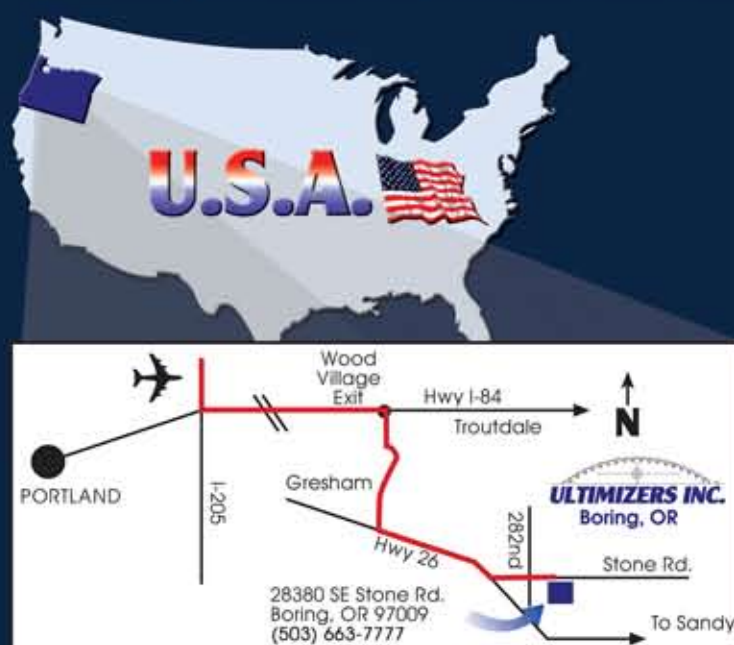 U.S.A.
Wood
Village
Exit
Hwy I-84
Troutdale
N
PORTLAND
I-205
Gresham
Hwy 26
282nd
ULTIMIZERS INC.
Boring, OR
Stone Rd.
28380 SE Stone Rd.
Boring, OR 97009
(503) 663-7777
To Sandy